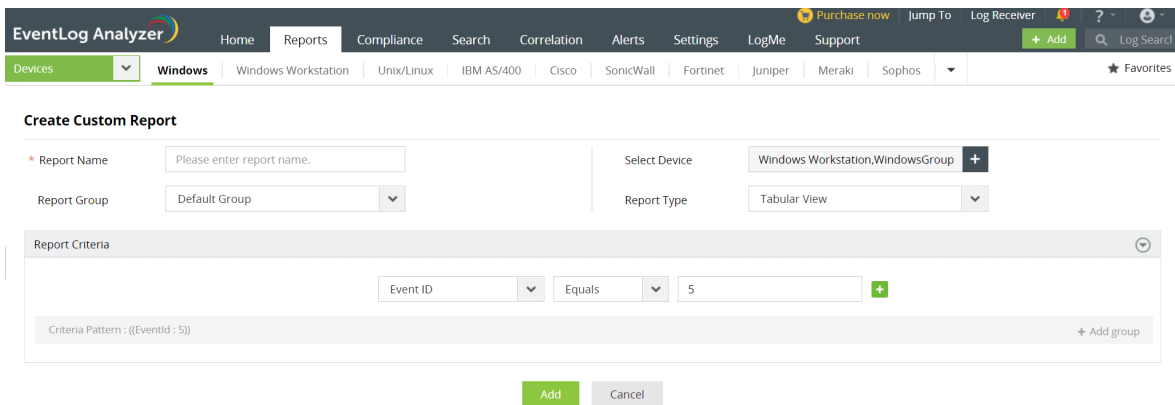 Purchase now Jump To Log Receiver 1 ?
EventLog Analyzer Home Reports Compliance Search Correlation Alerts Settings LogMe Support + Add Log Search
Devices Windows Windows Workstation Unix/Linux IBM AS/400 Cisco SonicWall Fortinet Juniper Meraki Sophos Favorites
Create Custom Report
* Report Name Please enter report name. Select Device Windows Workstation,WindowsGroup +
Report Group Default Group Report Type Tabular View
Report Criteria
Event ID Equals 5 +
Criteria Pattern : ((EventId : 5)) + Add group
Add Cancel